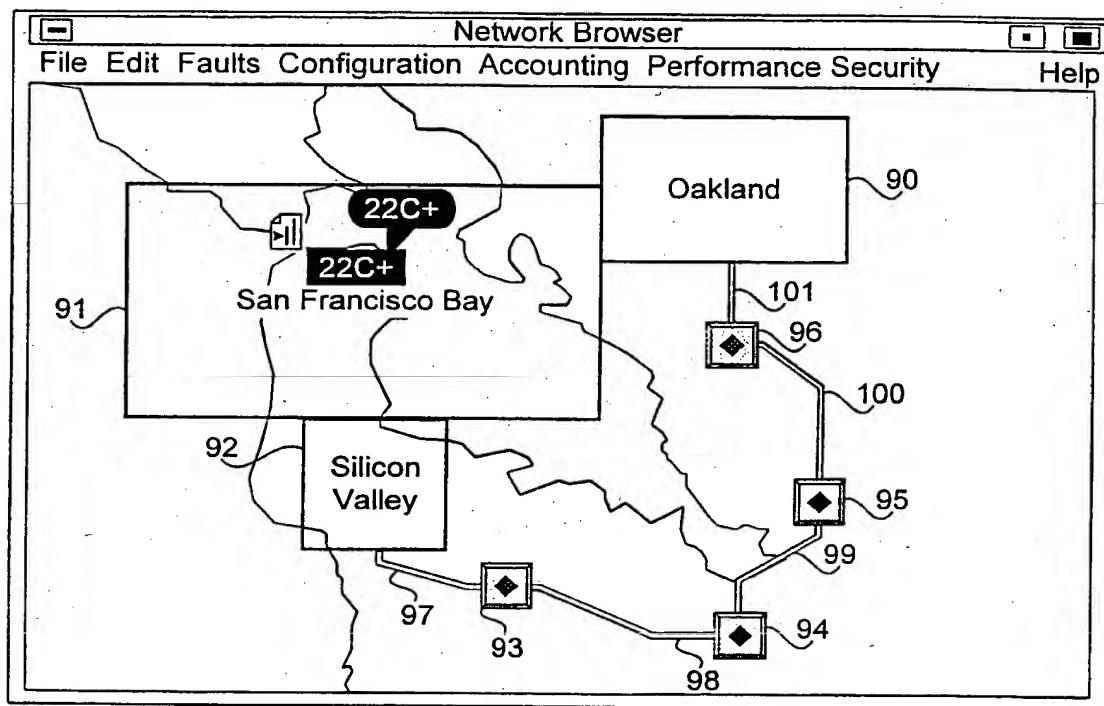 Network Browser
File Edit Faults Configuration Accounting Performance Security Help
Oakland
90
22C+
22C+
San Francisco Bay
91
101
96
100
92
Silicon
Valley
95
99
97
93
94
98